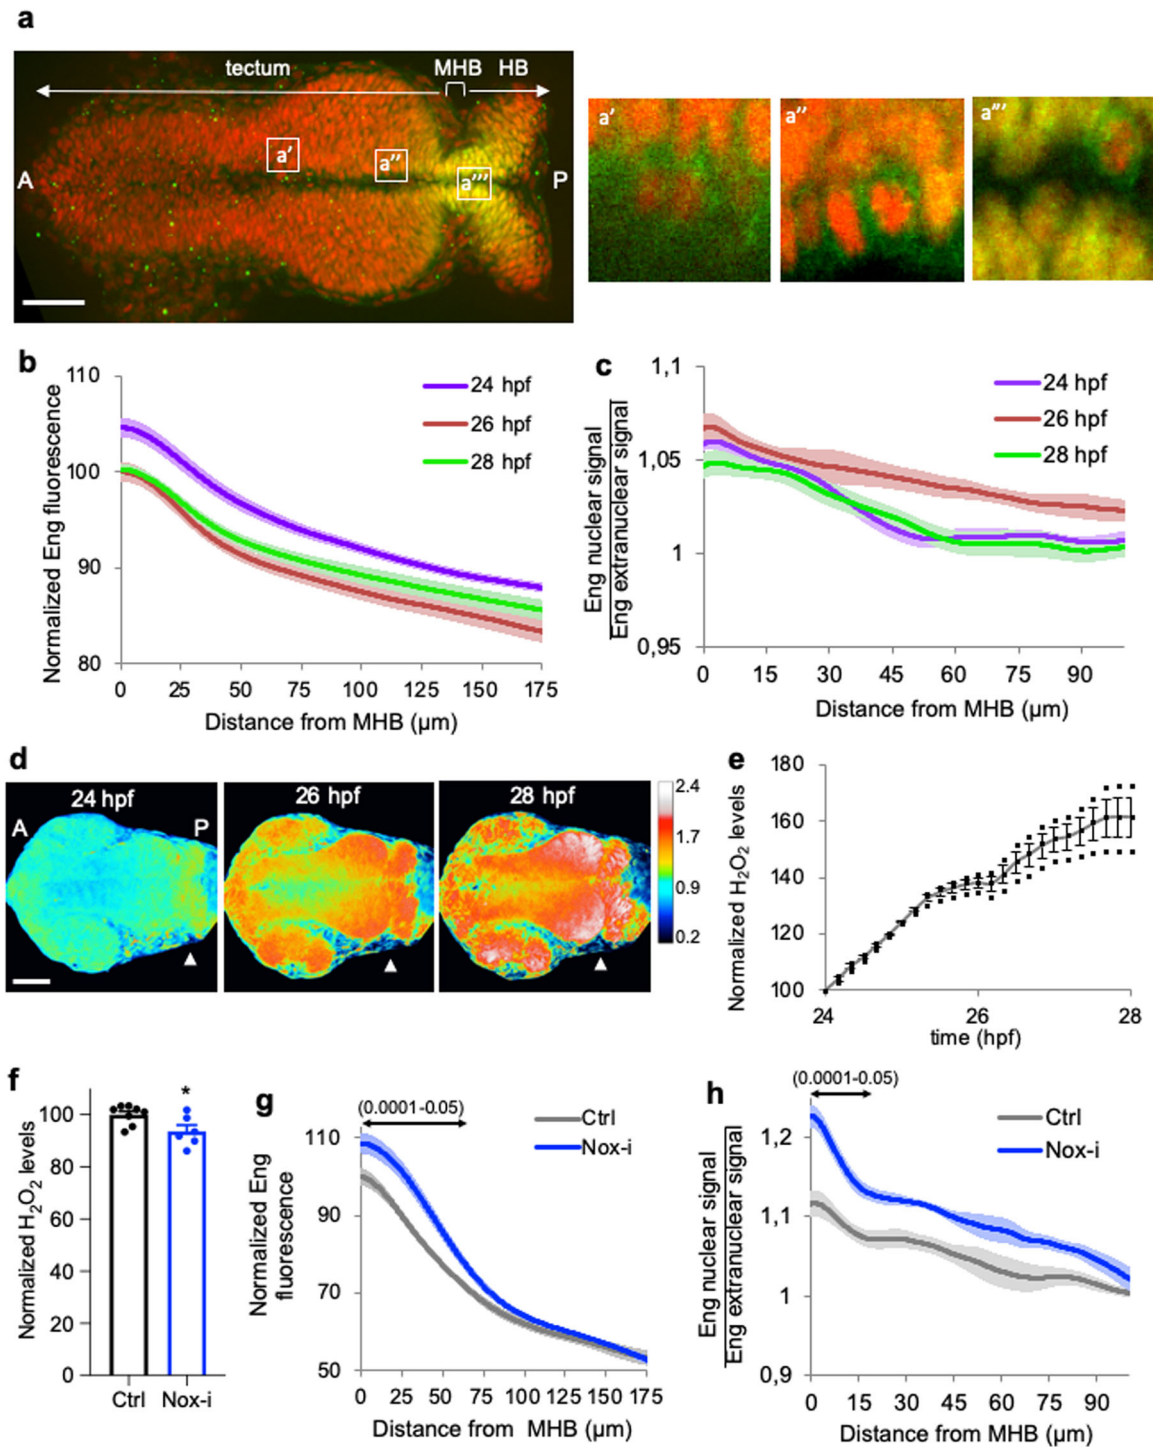 a
tectum
MHB
HB
A
a'
a''
a'''
P
a'
a''
a'''
b
110
100
90
80
Normalized Eng fluorescence
24 hpf
26 hpf
28 hpf
0 25 50 75 100 125 150 175
Distance from MHB (µm)
c
1,1
1,05
1
0,95
Eng nuclear signal
Eng extranuclear signal
24 hpf
26 hpf
28 hpf
0 15 30 45 60 75 90
Distance from MHB (µm)
d
24 hpf
A
P
26 hpf
28 hpf
2.4
1.7
0.9
0.2
e
180
160
140
120
100
Normalized H₂O₂ levels
24 26 28
time (hpf)
f
100
80
60
40
20
0
Normalized H₂O₂ levels
*
Ctrl Nox-i
g
(0.0001-0.05)
110
90
70
50
Normalized Eng
fluorescence
Ctrl
Nox-i
0 25 50 75 100 125 150 175
Distance from MHB (µm)
h
(0.0001-0.05)
1,2
1,1
1
0,9
Eng nuclear signal
Eng extranuclear signal
Ctrl
Nox-i
0 15 30 45 60 75 90
Distance from MHB (µm)